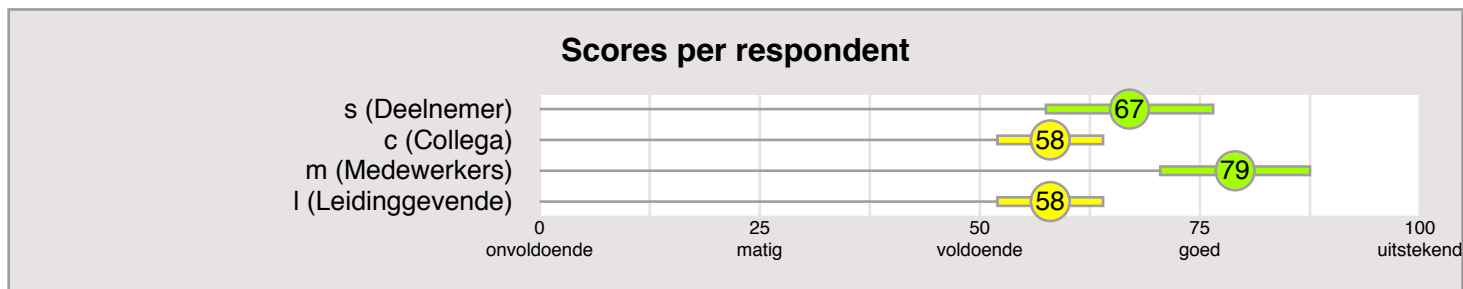 Scores per respondent
s (Deelnemer) 67
c (Collega) 58
m (Medewerkers) 79
l (Leidinggevende) 58
0 25 50 75 100
onvoldoende matig voldoende goed uitstekend